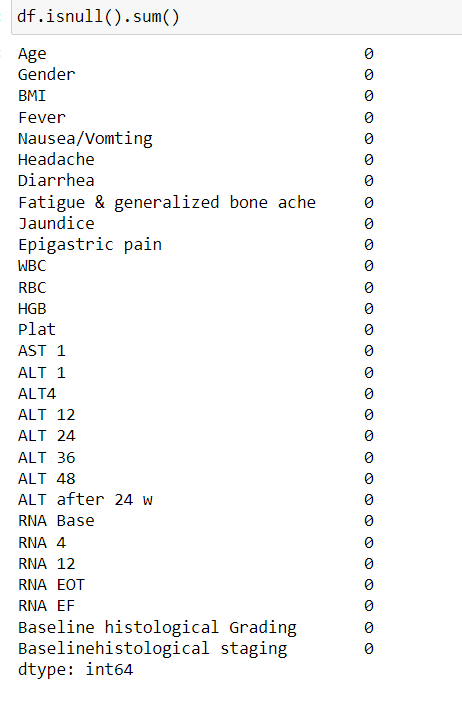 df.isnull().sum()
Age 0
Gender 0
BMI 0
Fever 0
Nausea/Vomting 0
Headache 0
Diarrhea 0
Fatigue & generalized bone ache 0
Jaundice 0
Epigastric pain 0
WBC 0
RBC 0
HGB 0
Plat 0
AST 1 0
ALT 1 0
ALT4 0
ALT 12 0
ALT 24 0
ALT 36 0
ALT 48 0
ALT after 24 w 0
RNA Base 0
RNA 4 0
RNA 12 0
RNA EOT 0
RNA EF 0
Baseline histological Grading 0
Baselinehistological staging 0
dtype: int64